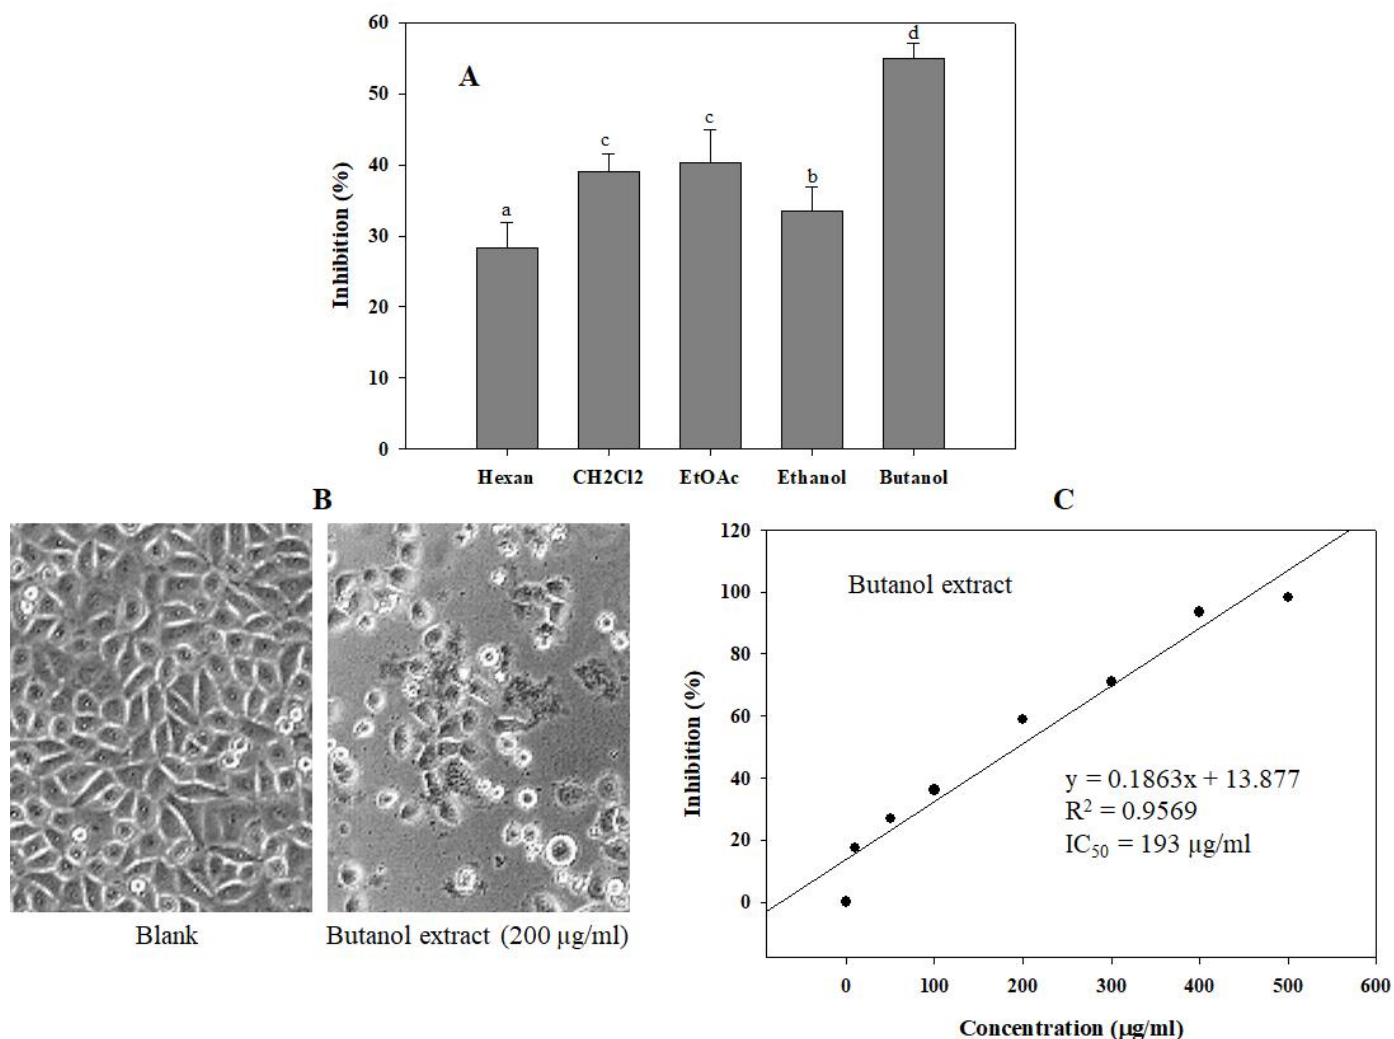 A
Inhibition (%)
60
50
40
30
20
10
0
a
c
c
b
d
Hexan CH2Cl2 EtOAc Ethanol Butanol
B
Blank
Butanol extract (200 µg/ml)
C
Inhibition (%)
120
100
80
60
40
20
0
Butanol extract
y = 0.1863x + 13.877
R² = 0.9569
IC₅₀ = 193 µg/ml
0 100 200 300 400 500 600
Concentration (µg/ml)